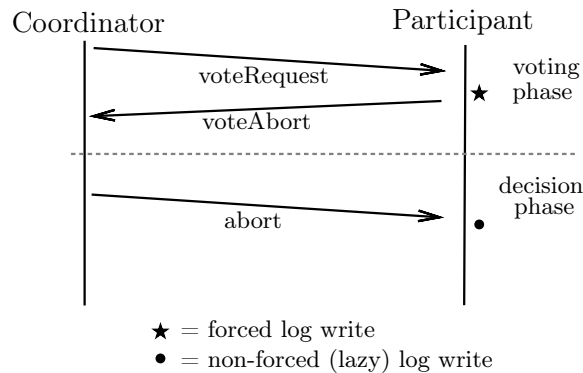 Coordinator
Participant
voteRequest
voting
phase
voteAbort
decision
phase
abort
★ = forced log write
● = non-forced (lazy) log write